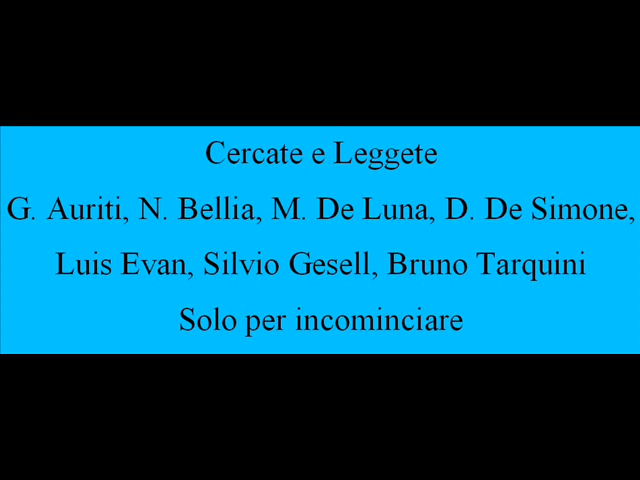 Cercate e Leggete
G. Auriti, N. Bellia, M. De Luna, D. De Simone,
Luis Evan, Silvio Gesell, Bruno Tarquini
Solo per incominciare